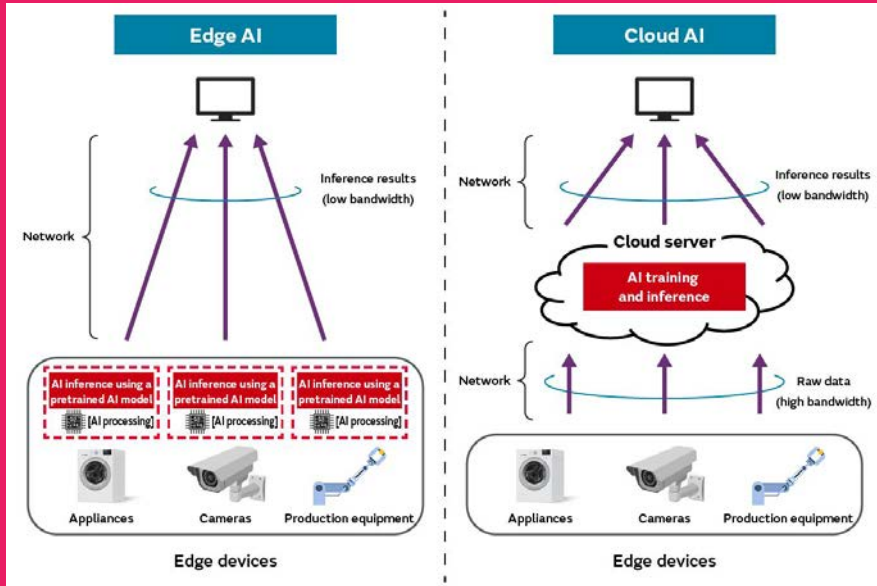 Edge AI
Inference results
(low bandwidth)
Network
AI inference using a
pretrained AI model
[AI processing]
AI inference using a
pretrained AI model
[AI processing]
AI inference using a
pretrained AI model
[AI processing]
Appliances
Cameras
Production equipment
Edge devices
Cloud AI
Network
Inference results
(low bandwidth)
Cloud server
AI training
and inference
Network
Raw data
(high bandwidth)
Appliances
Cameras
Production equipment
Edge devices